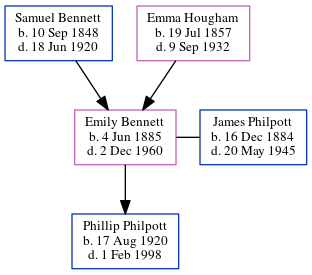 Samuel Bennett
b. 10 Sep 1848
d. 18 Jun 1920
Emma Hougham
b. 19 Jul 1857
d. 9 Sep 1932
Emily Bennett
b. 4 Jun 1885
d. 2 Dec 1960
James Philpott
b. 16 Dec 1884
d. 20 May 1945
Phillip Philpott
b. 17 Aug 1920
d. 1 Feb 1998